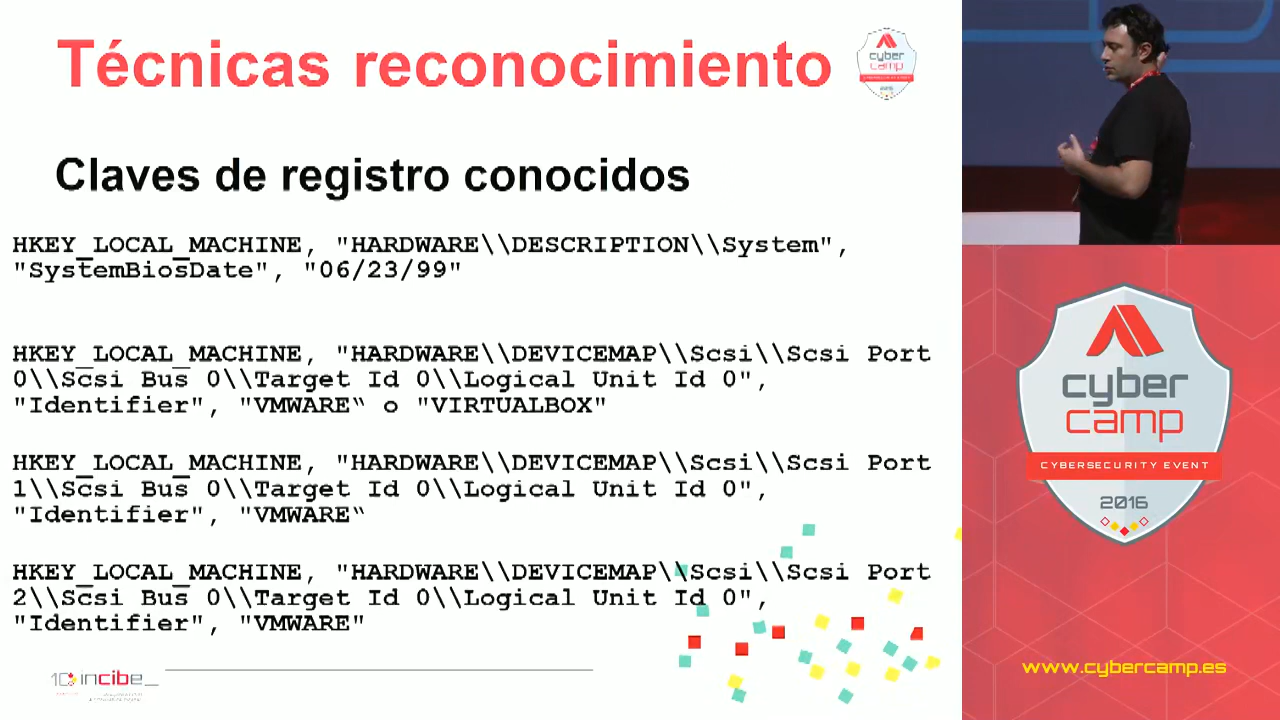 Técnicas reconocimiento
cyber
camp
Claves de registro conocidos
HKEY_LOCAL_MACHINE, "HARDWARE\\DESCRIPTION\\System",
"SystemBiosDate", "06/23/99"
HKEY_LOCAL_MACHINE, "HARDWARE\\DEVICEMAP\\Scsi\\Scsi Port
0\\Scsi Bus 0\\Target Id 0\\Logical Unit Id 0",
"Identifier", "VMWARE“ o "VIRTUALBOX"
HKEY_LOCAL_MACHINE, "HARDWARE\\DEVICEMAP\\Scsi\\Scsi Port
1\\Scsi Bus 0\\Target Id 0\\Logical Unit Id 0",
"Identifier", "VMWARE“
HKEY_LOCAL_MACHINE, "HARDWARE\\DEVICEMAP\\Scsi\\Scsi Port
2\\Scsi Bus 0\\Target Id 0\\Logical Unit Id 0",
"Identifier", "VMWARE"
incibe_
cyber
camp
CYBERSECURITY EVENT
2016
www.cybercamp.es